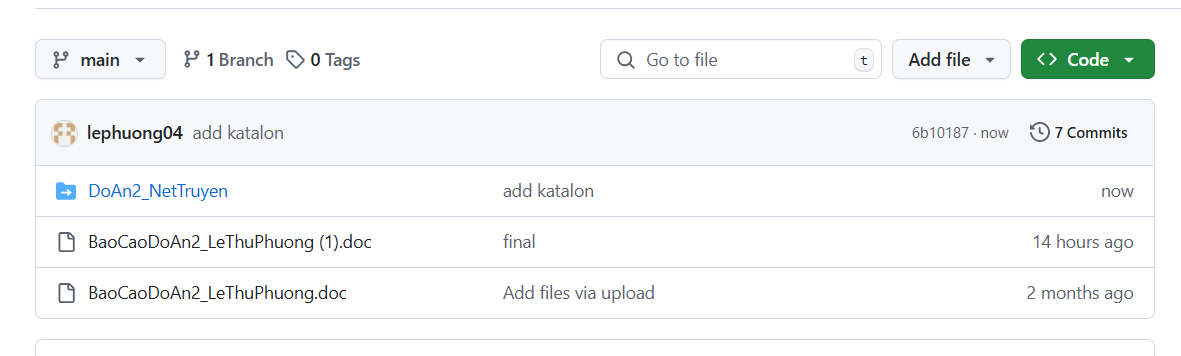 main 1 Branch 0 Tags Go to file t Add file Code
lephuong04 add katalon 6b10187 · now 7 Commits
DoAn2_NetTruyen add katalon now
BaoCaoDoAn2_LeThuPhuong (1).doc final 14 hours ago
BaoCaoDoAn2_LeThuPhuong.doc Add files via upload 2 months ago